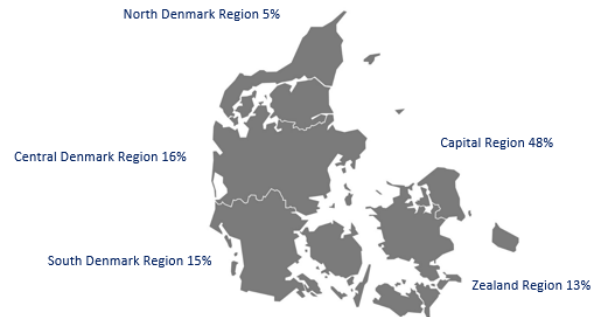 North Denmark Region 5%
Capital Region 48%
Central Denmark Region 16%
South Denmark Region 15%
Zealand Region 13%